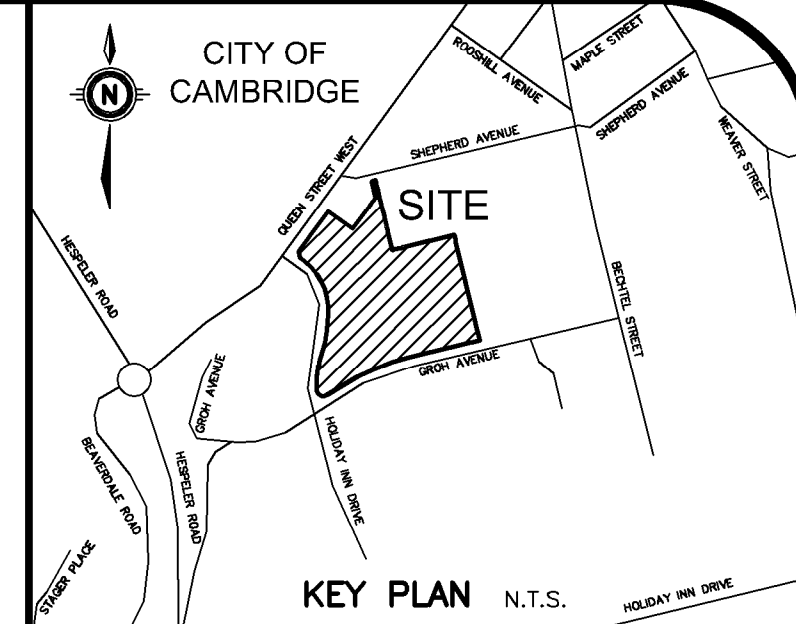 CITY OF
CAMBRIDGE
N
ROOSHILL AVENUE
MAPLE STREET
SHEPHERD AVENUE
SHEPHERD AVENUE
WEAVER STREET
QUEEN STREET WEST
SITE
HESPELER ROAD
BECHTEL STREET
GROH AVENUE
GROH AVENUE
HOLIDAY INN DRIVE
BEAVERDALE ROAD
HESPELER ROAD
STAGER PLACE
KEY PLAN N.T.S.
HOLIDAY INN DRIVE